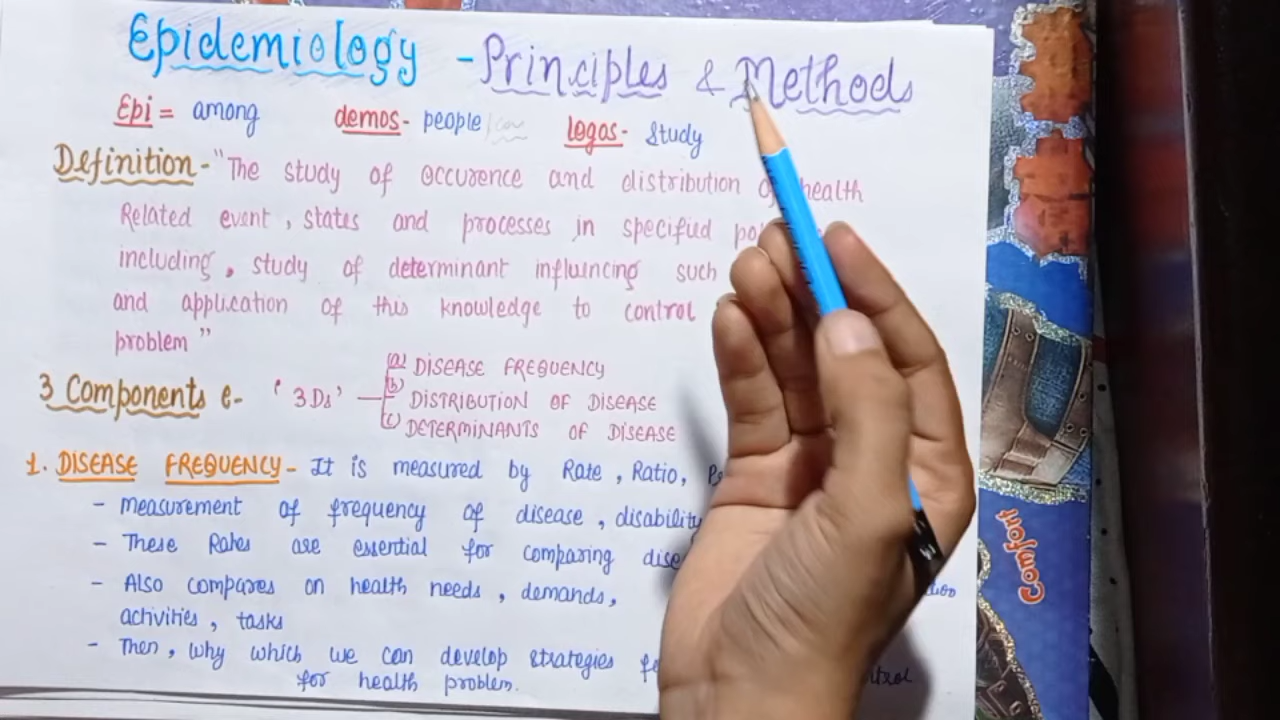 Epidemiology - Principles & Methods
Epi = among demos - people logos - study
Definition - "The study of occurence and distribution of health
Related event, states and processes in specified
including, study of determinant influencing such
and application of this knowledge to control
problem"
(a) DISEASE FREQUENCY
3 Components :- '3Ds' — (b) DISTRIBUTION OF DISEASE
(c) DETERMINANTS OF DISEASE
1. DISEASE FREQUENCY - It is measured by Rate, Ratio,
- Measurement of frequency of disease, disability
- These Rates are essential for comparing
- Also compares on health needs, demands,
activities, tasks
- Then, why which we can develop strategies
for health problem.
Comfort